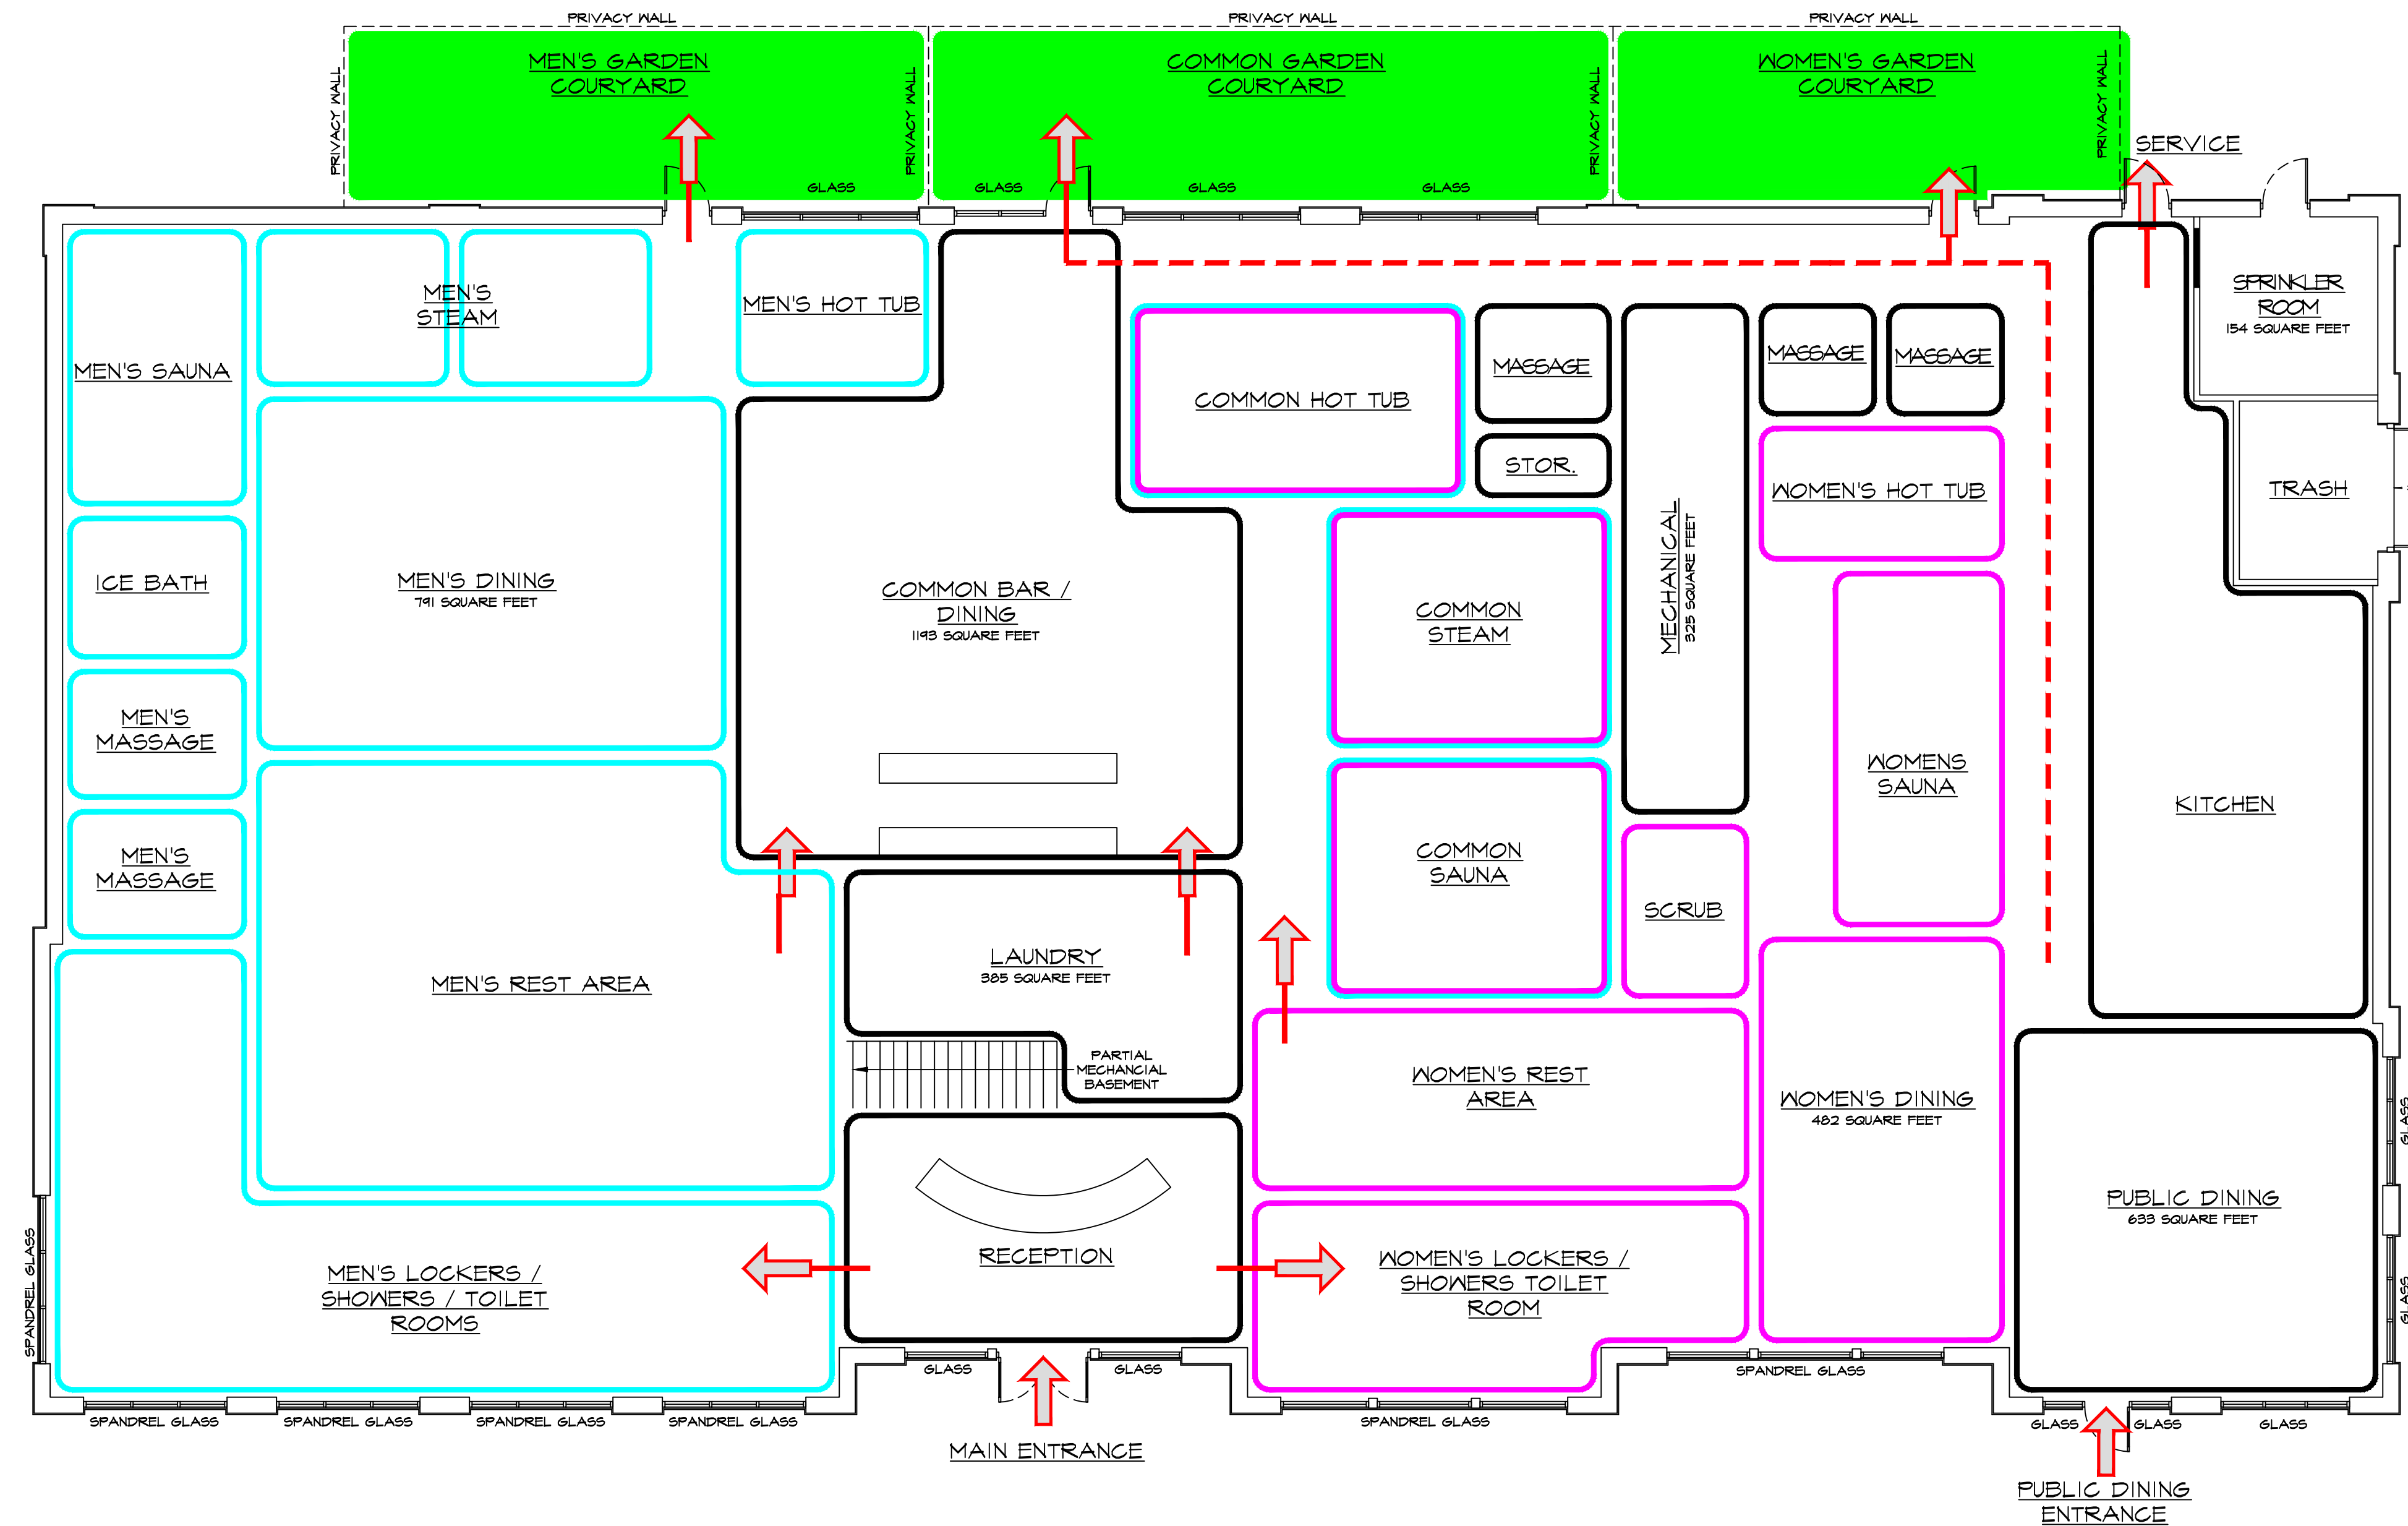 PRIVACY WALL
PRIVACY WALL
PRIVACY WALL
MEN'S GARDEN
COURYARD
COMMON GARDEN
COURYARD
WOMEN'S GARDEN
COURYARD
PRIVACY WALL
PRIVACY WALL
PRIVACY WALL
PRIVACY WALL
SERVICE
GLASS
GLASS
GLASS
GLASS
MEN'S SAUNA
MEN'S
STEAM
MEN'S HOT TUB
COMMON HOT TUB
MASSAGE
STOR.
MECHANICAL
325 SQUARE FEET
MASSAGE
MASSAGE
WOMEN'S HOT TUB
SPRINKLER
ROOM
154 SQUARE FEET
TRASH
ICE BATH
MEN'S DINING
791 SQUARE FEET
COMMON BAR /
DINING
1193 SQUARE FEET
COMMON
STEAM
MEN'S
MASSAGE
WOMENS
SAUNA
KITCHEN
MEN'S
MASSAGE
COMMON
SAUNA
SCRUB
MEN'S REST AREA
LAUNDRY
385 SQUARE FEET
PARTIAL
MECHANCIAL
BASEMENT
WOMEN'S REST
AREA
WOMEN'S DINING
482 SQUARE FEET
GLASS
PUBLIC DINING
633 SQUARE FEET
RECEPTION
MEN'S LOCKERS /
SHOWERS / TOILET
ROOMS
WOMEN'S LOCKERS /
SHOWERS TOILET
ROOM
SPANDREL GLASS
GLASS
GLASS
GLASS
SPANDREL GLASS
SPANDREL GLASS
SPANDREL GLASS
SPANDREL GLASS
SPANDREL GLASS
SPANDREL GLASS
GLASS
GLASS
GLASS
MAIN ENTRANCE
PUBLIC DINING
ENTRANCE